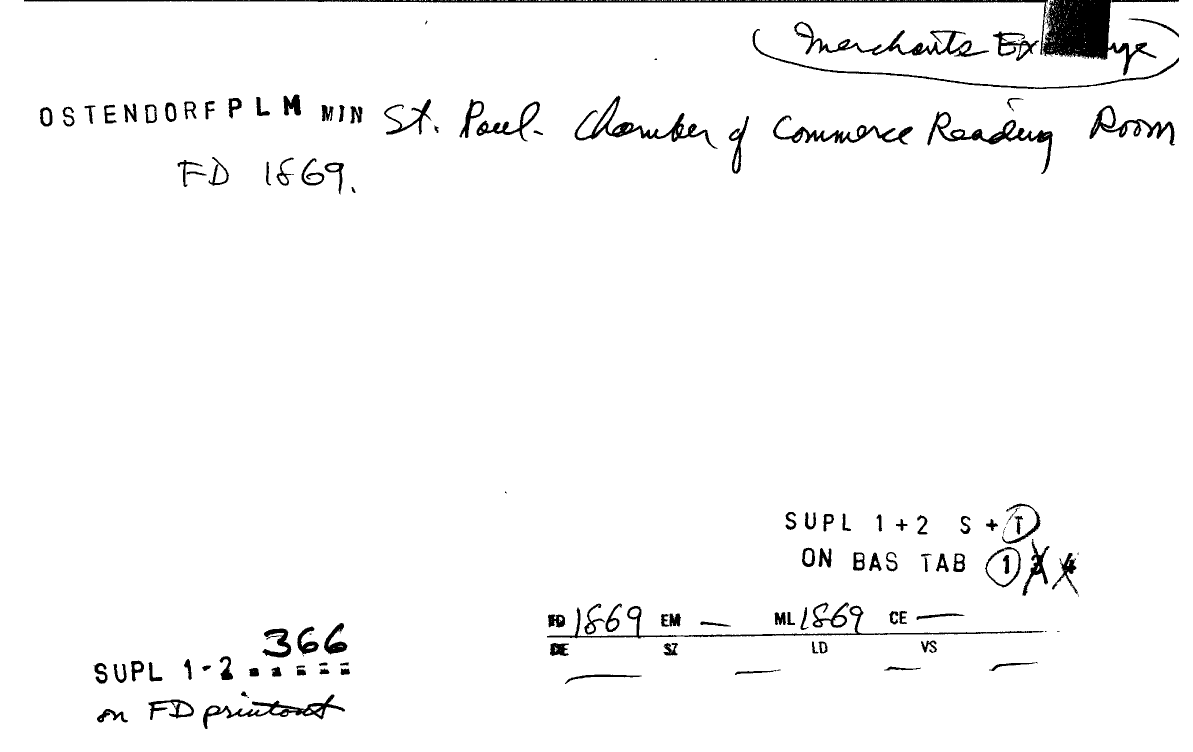 Merchants Ex ge
OSTENDORF PLM MIN St. Paul - Chamber of Commerce Reading Room
FD 1869.
SUPL 1+2 S+T
ON BAS TAB 1 3 4
FD 1869 EM — ML 1869 CE —
DE SZ LD VS
— — — —
366
SUPL 1-2
on FD printout